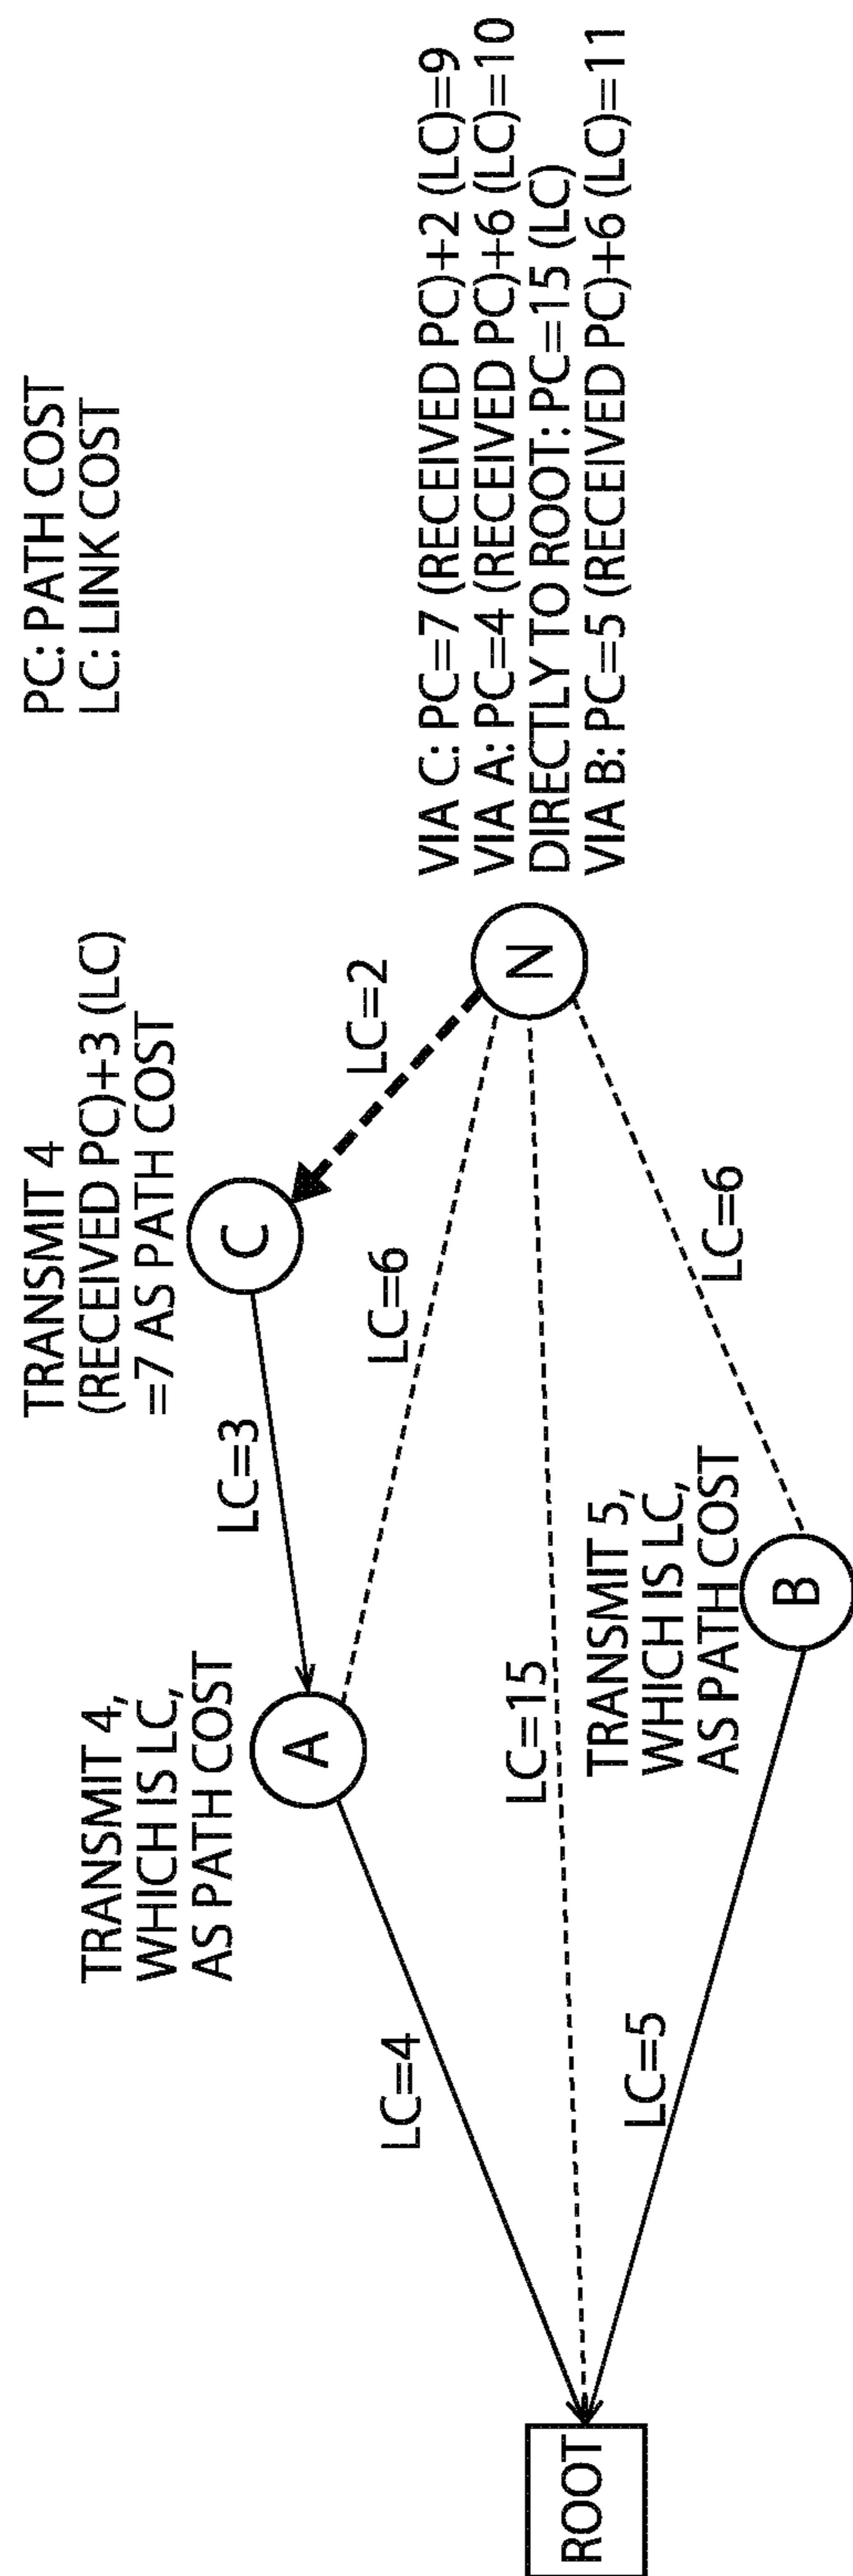 PC: PATH COST
LC: LINK COST
TRANSMIT 4
(RECEIVED PC)+3 (LC)
=7 AS PATH COST
TRANSMIT 4,
WHICH IS LC,
AS PATH COST
C
LC=3
LC=2
A
LC=6
LC=4
VIA C: PC=7 (RECEIVED PC)+2 (LC)=9
VIA A: PC=4 (RECEIVED PC)+6 (LC)=10
DIRECTLY TO ROOT: PC=15 (LC)
VIA B: PC=5 (RECEIVED PC)+6 (LC)=11
N
LC=15
ROOT
TRANSMIT 5,
WHICH IS LC,
AS PATH COST
LC=5
LC=6
B